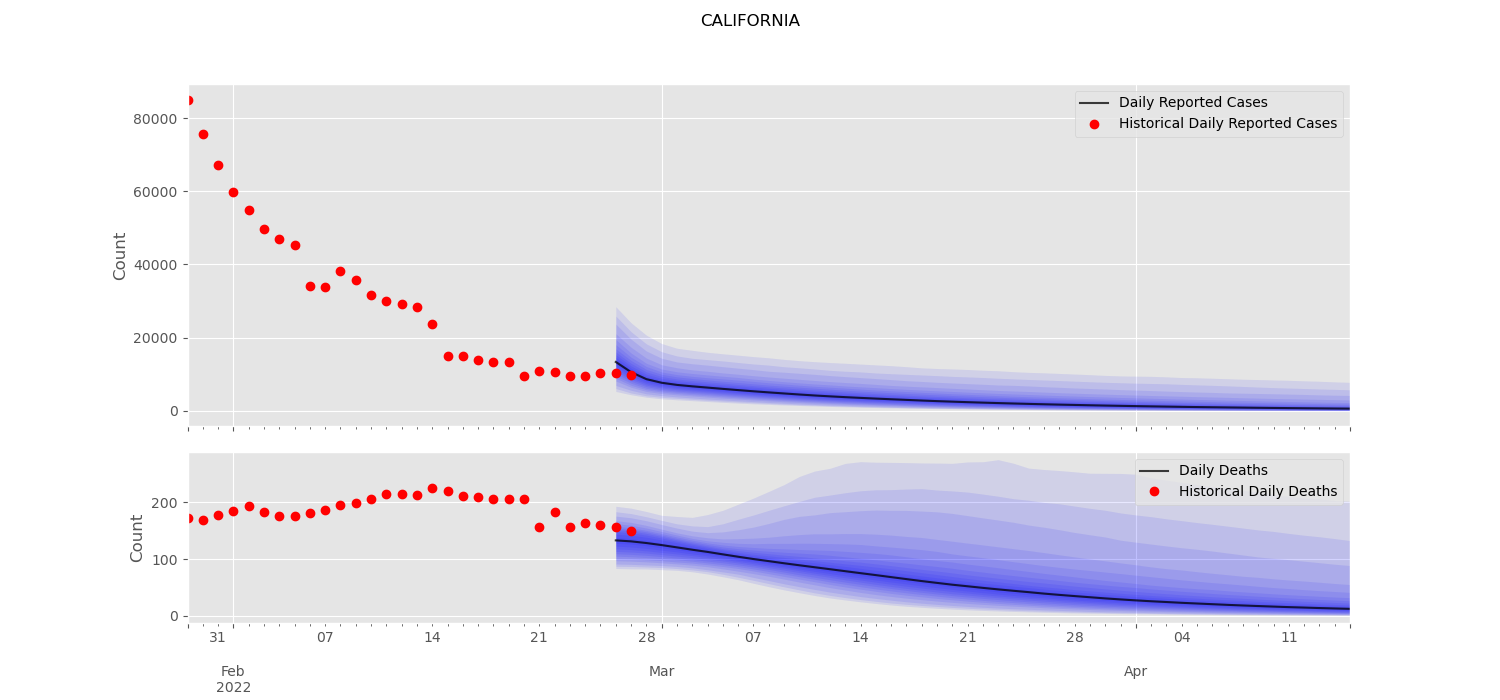 CALIFORNIA
Daily Reported Cases
Historical Daily Reported Cases
Count
80000
60000
40000
20000
0
Daily Deaths
Historical Daily Deaths
Count
200
100
0
31 07 14 21 28 07 14 21 28 04 11
Feb Mar Apr
2022